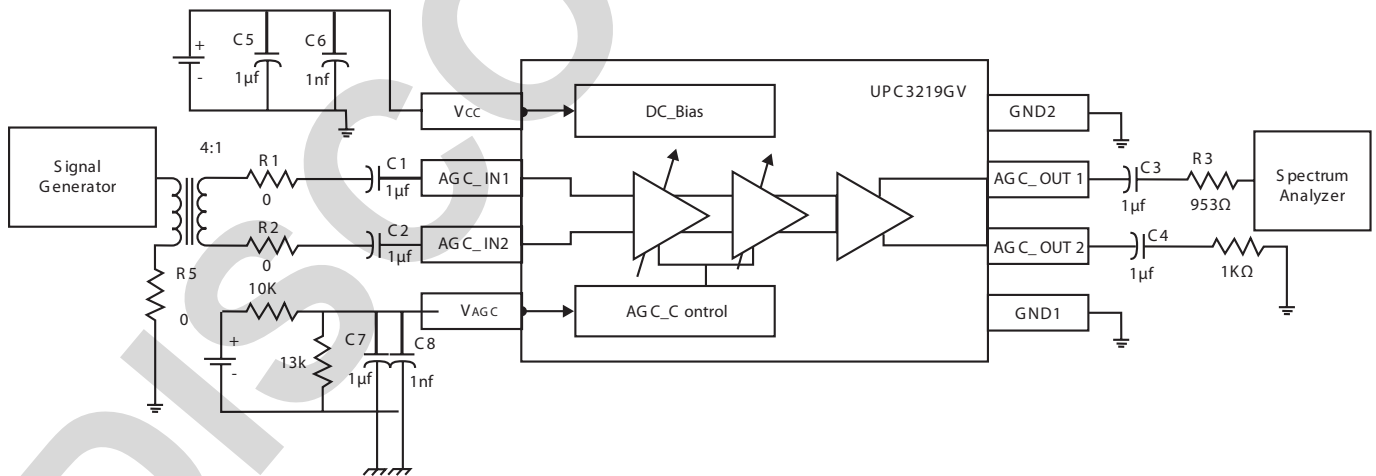 +
-
C5
1µf
C6
1nf
Signal
Generator
4:1
R1
0
R2
0
R5
0
C1
1µf
C2
1µf
10K
+
-
13k
C7
1µf
C8
1nf
VCC
AGC_IN1
AGC_IN2
VAGC
UPC3219GV
DC_Bias
AGC_Control
GND2
AGC_OUT 1
AGC_OUT 2
GND1
C3
1µf
R3
953Ω
C4
1µf
1KΩ
Spectrum
Analyzer
DISCO